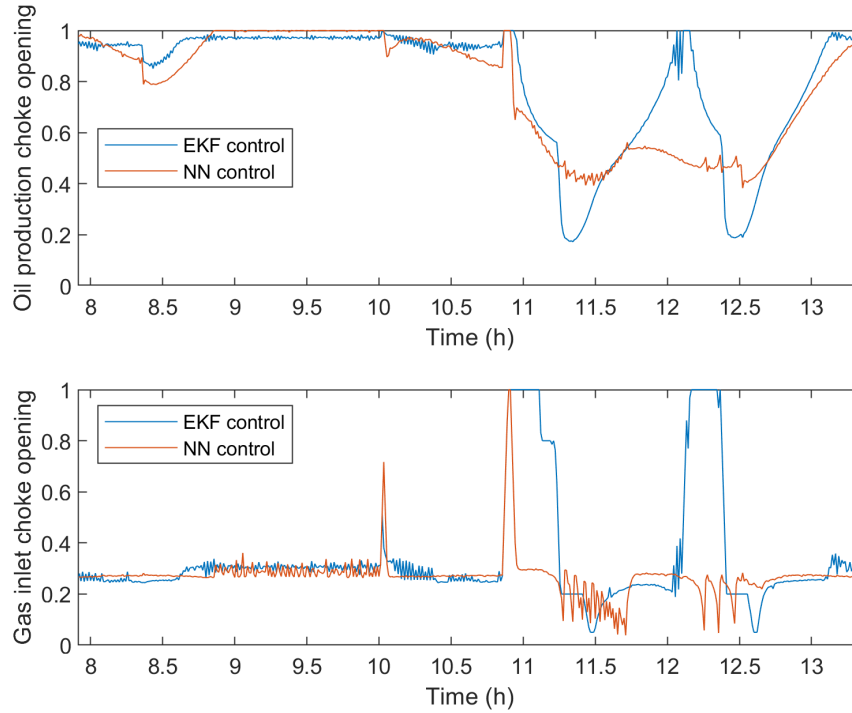 Oil production choke opening
1
0.8
0.6
0.4
0.2
0
EKF control
NN control
8 8.5 9 9.5 10 10.5 11 11.5 12 12.5 13
Time (h)
Gas inlet choke opening
1
0.8
0.6
0.4
0.2
0
EKF control
NN control
8 8.5 9 9.5 10 10.5 11 11.5 12 12.5 13
Time (h)